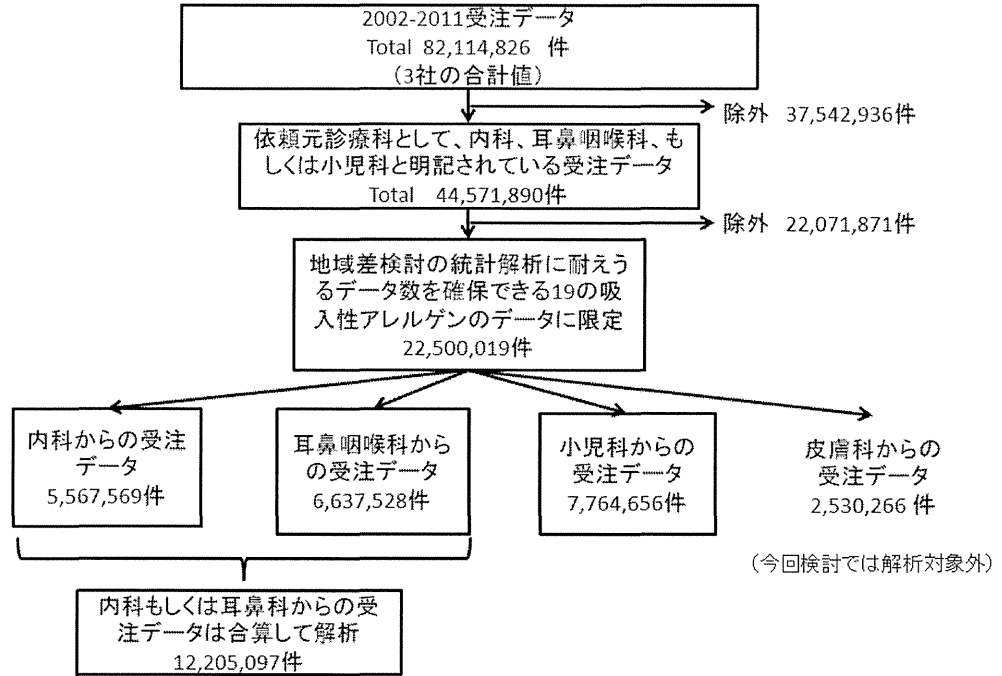 2002-2011受注データ
Total 82,114,826 件
（3社の合計値）
除外 37,542,936件
依頼元診療科として、内科、耳鼻咽喉科、も
しくは小児科と明記されている受注データ
Total 44,571,890件
除外 22,071,871件
地域差検討の統計解析に耐えう
るデータ数を確保できる19の吸
入性アレルゲンのデータに限定
22,500,019件
内科からの受注
データ
5,567,569件
耳鼻咽喉科から
の受注データ
6,637,528件
小児科からの
受注データ
7,764,656件
皮膚科からの
受注データ
2,530,266 件
（今回検討では解析対象外）
内科もしくは耳鼻科からの受
注データは合算して解析
12,205,097件